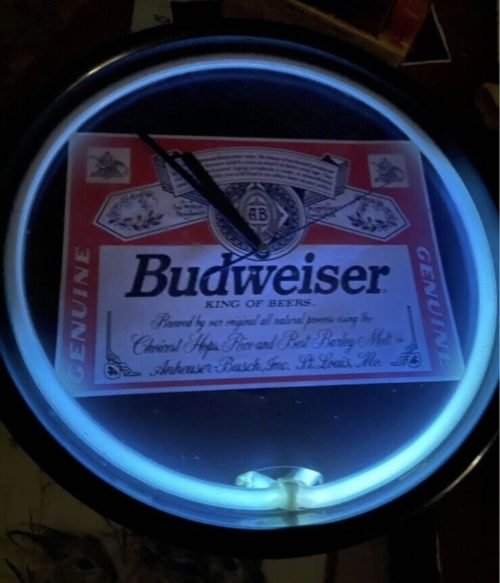 AB
GENUINE
Budweiser
KING OF BEERS.
Brewed by our original all natural process using the
Choicest Hops, Rice and Best Barley Malt
Anheuser-Busch, Inc. St. Louis, Mo.
GENUINE